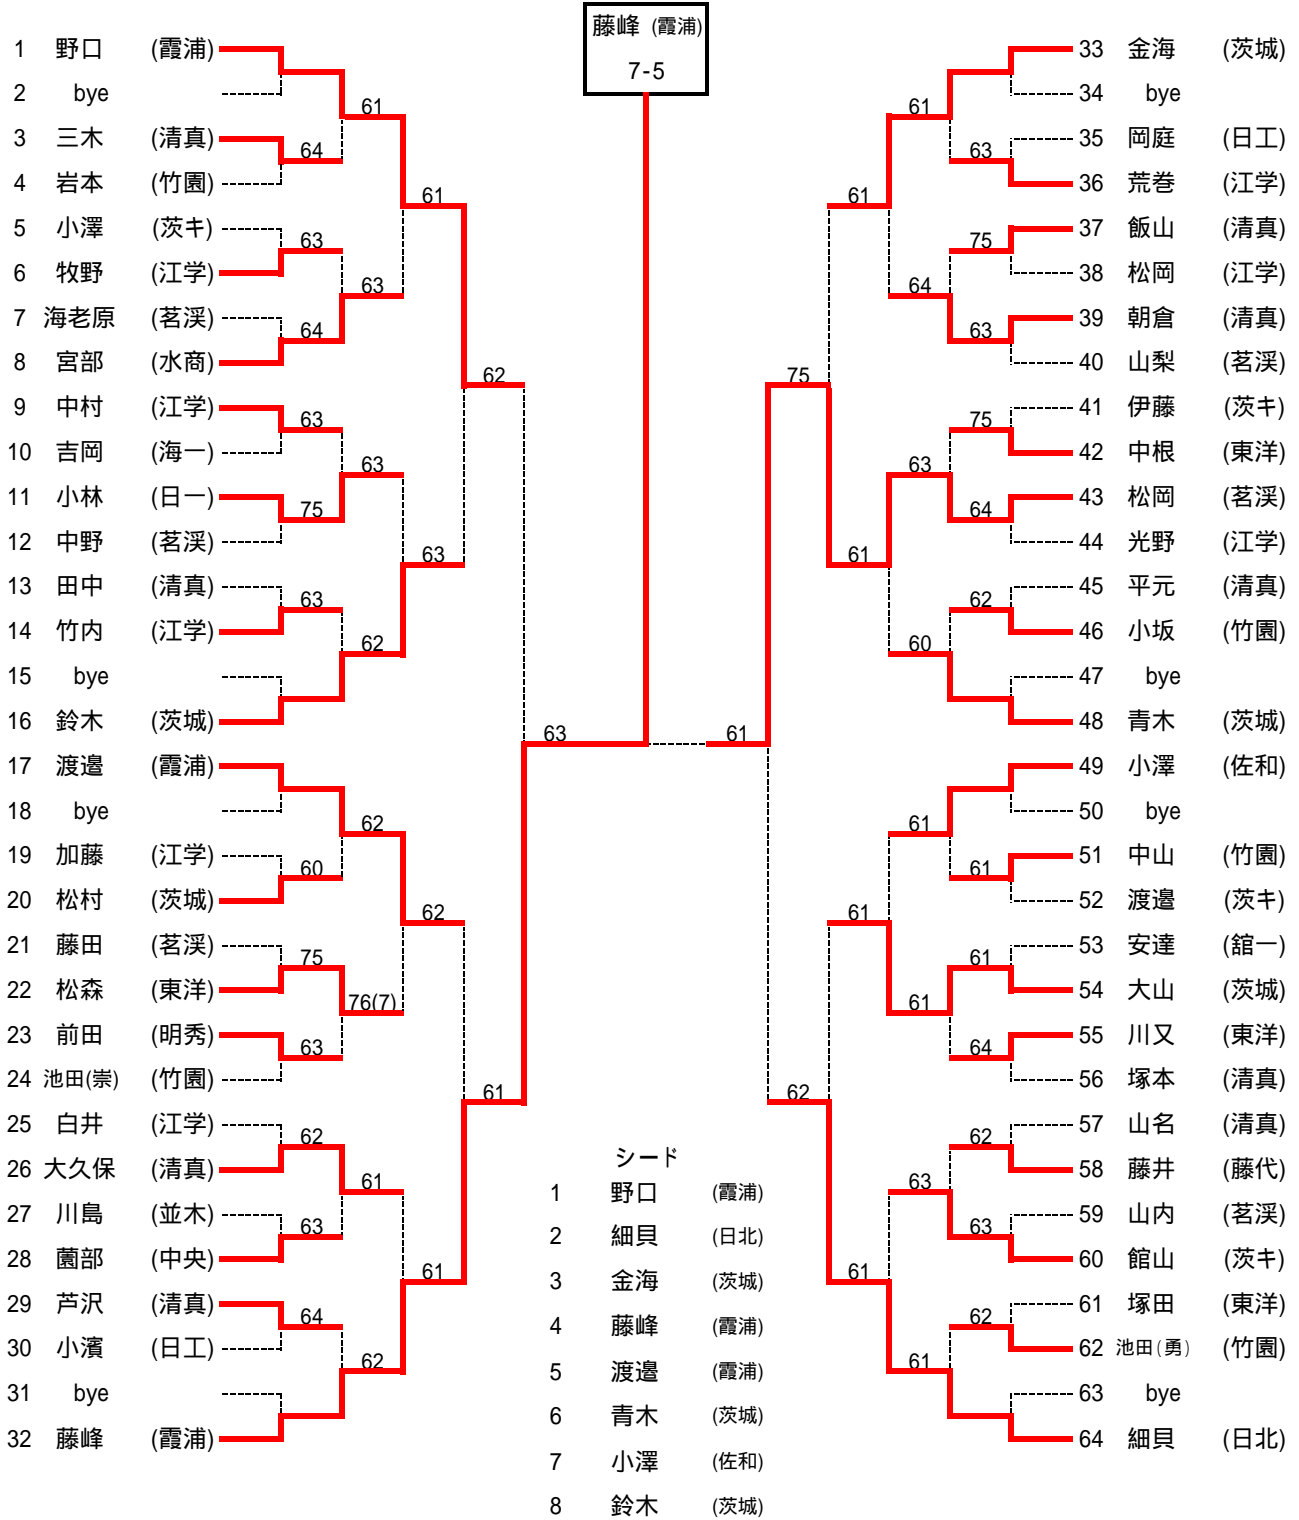 藤峰 (霞浦)
7-5
1 野口 (霞浦)
2 bye
3 三木 (清真)
4 岩本 (竹園)
5 小澤 (茨キ)
6 牧野 (江学)
7 海老原 (茗渓)
8 宮部 (水商)
9 中村 (江学)
10 吉岡 (海一)
11 小林 (日一)
12 中野 (茗渓)
13 田中 (清真)
14 竹内 (江学)
15 bye
16 鈴木 (茨城)
17 渡邉 (霞浦)
18 bye
19 加藤 (江学)
20 松村 (茨城)
21 藤田 (茗渓)
22 松森 (東洋)
23 前田 (明秀)
24 池田(崇) (竹園)
25 白井 (江学)
26 大久保 (清真)
27 川島 (並木)
28 薗部 (中央)
29 芦沢 (清真)
30 小濱 (日工)
31 bye
32 藤峰 (霞浦)
64
63
64
63
75
63
60
75
63
62
63
64
61
63
63
62
62
76(7)
61
62
61
63
62
61
62
61
63
61
75
62
61
61
61
61
61
64
63
60
61
61
63
61
63
75
63
75
64
62
61
61
64
62
63
62
33 金海 (茨城)
34 bye
35 岡庭 (日工)
36 荒巻 (江学)
37 飯山 (清真)
38 松岡 (江学)
39 朝倉 (清真)
40 山梨 (茗渓)
41 伊藤 (茨キ)
42 中根 (東洋)
43 松岡 (茗渓)
44 光野 (江学)
45 平元 (清真)
46 小坂 (竹園)
47 bye
48 青木 (茨城)
49 小澤 (佐和)
50 bye
51 中山 (竹園)
52 渡邉 (茨キ)
53 安達 (舘一)
54 大山 (茨城)
55 川又 (東洋)
56 塚本 (清真)
57 山名 (清真)
58 藤井 (藤代)
59 山内 (茗渓)
60 館山 (茨キ)
61 塚田 (東洋)
62 池田(勇) (竹園)
63 bye
64 細貝 (日北)
シード
1 野口 (霞浦)
2 細貝 (日北)
3 金海 (茨城)
4 藤峰 (霞浦)
5 渡邉 (霞浦)
6 青木 (茨城)
7 小澤 (佐和)
8 鈴木 (茨城)